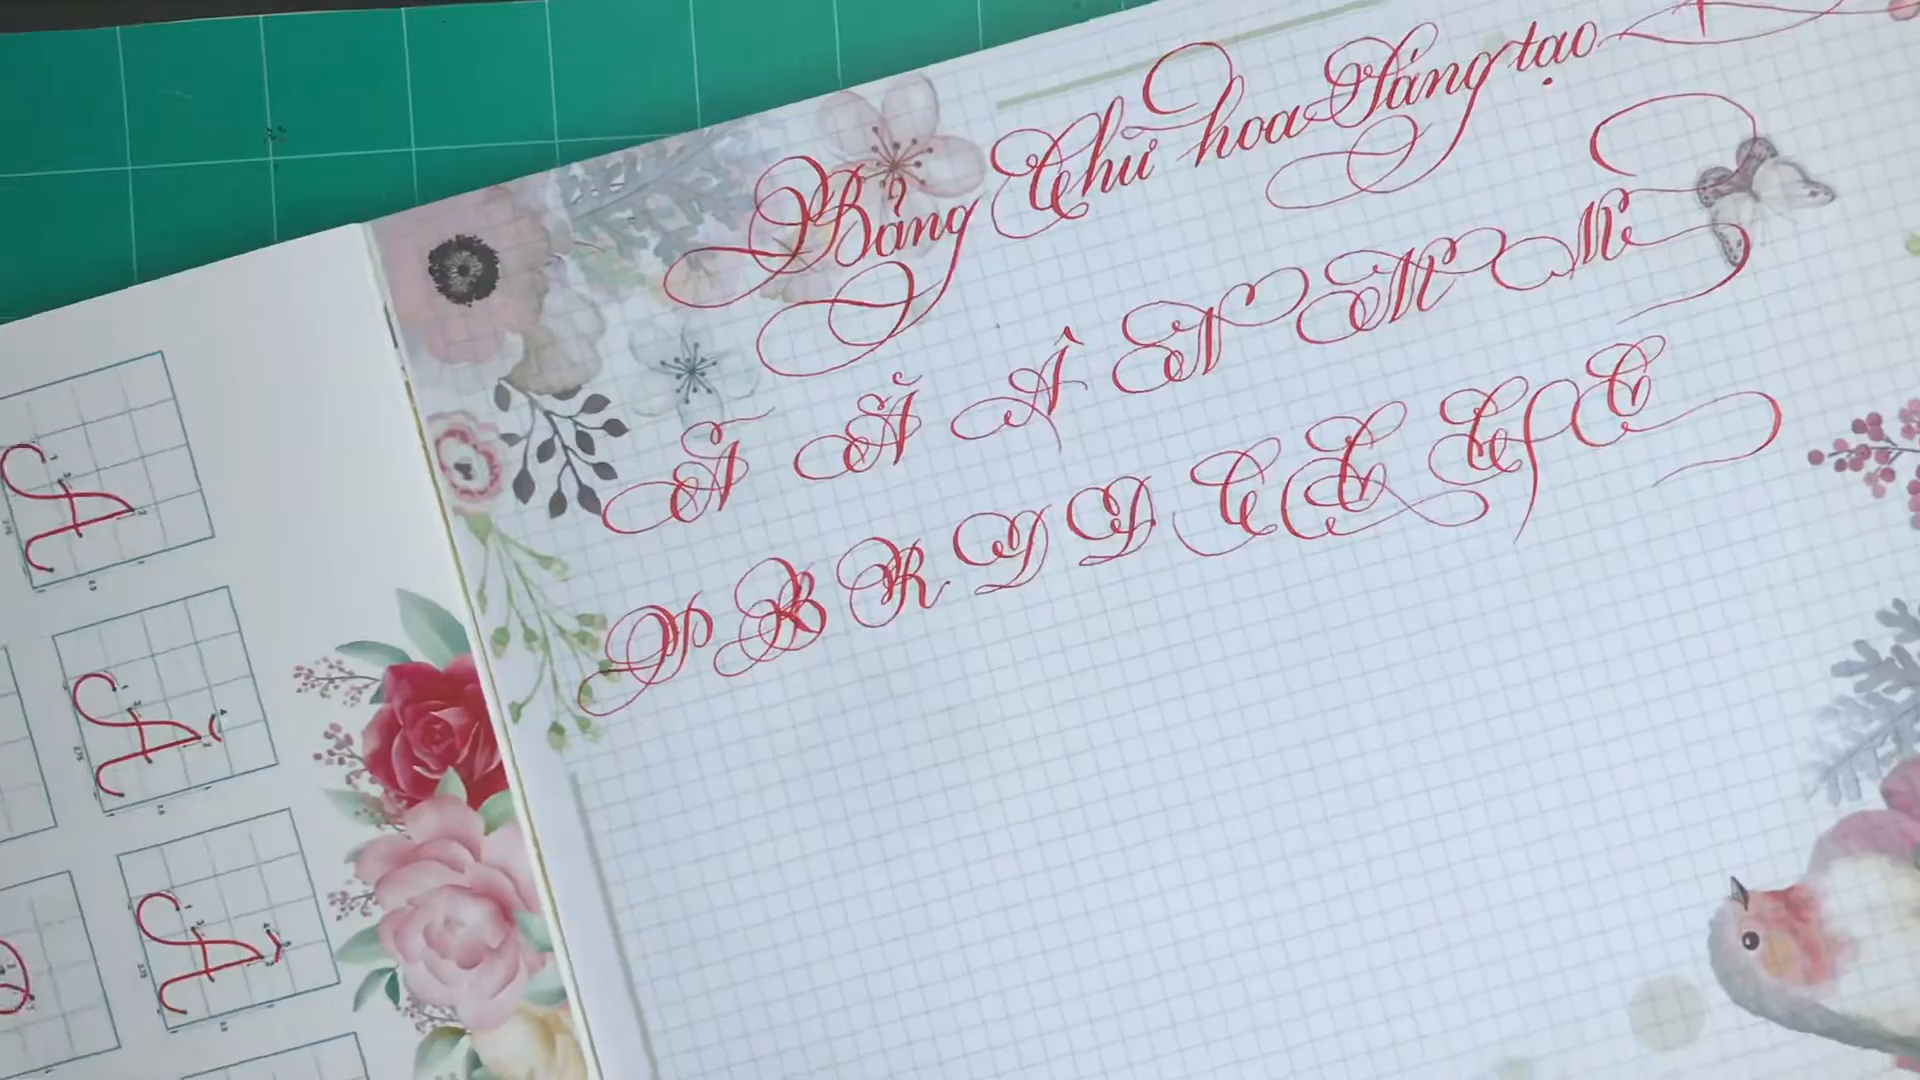 Bảng Chữ hoa Sáng tạo
A Ă Â N M M
P B R D D C C C C
A
Ă
Â